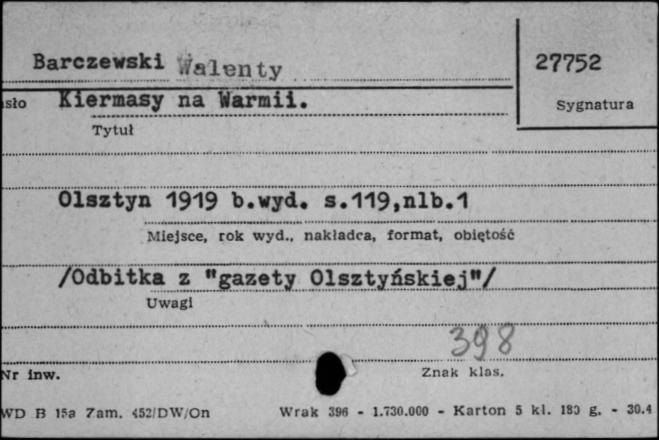 Barczewski Walenty
27752
sło Kiermasy na Warmii.
Sygnatura
Tytuł
Olsztyn 1919 b.wyd. s.119,nlb.1
Miejsce, rok wyd., nakładca, format, objętość
/Odbitka z "gazety Olsztyńskiej"/
Uwagi
398
Nr inw.
Znak klas.
WD B 15a Zam. 452/DW/On Wrak 396 - 1.730.000 - Karton 5 kl. 180 g. - 30.4